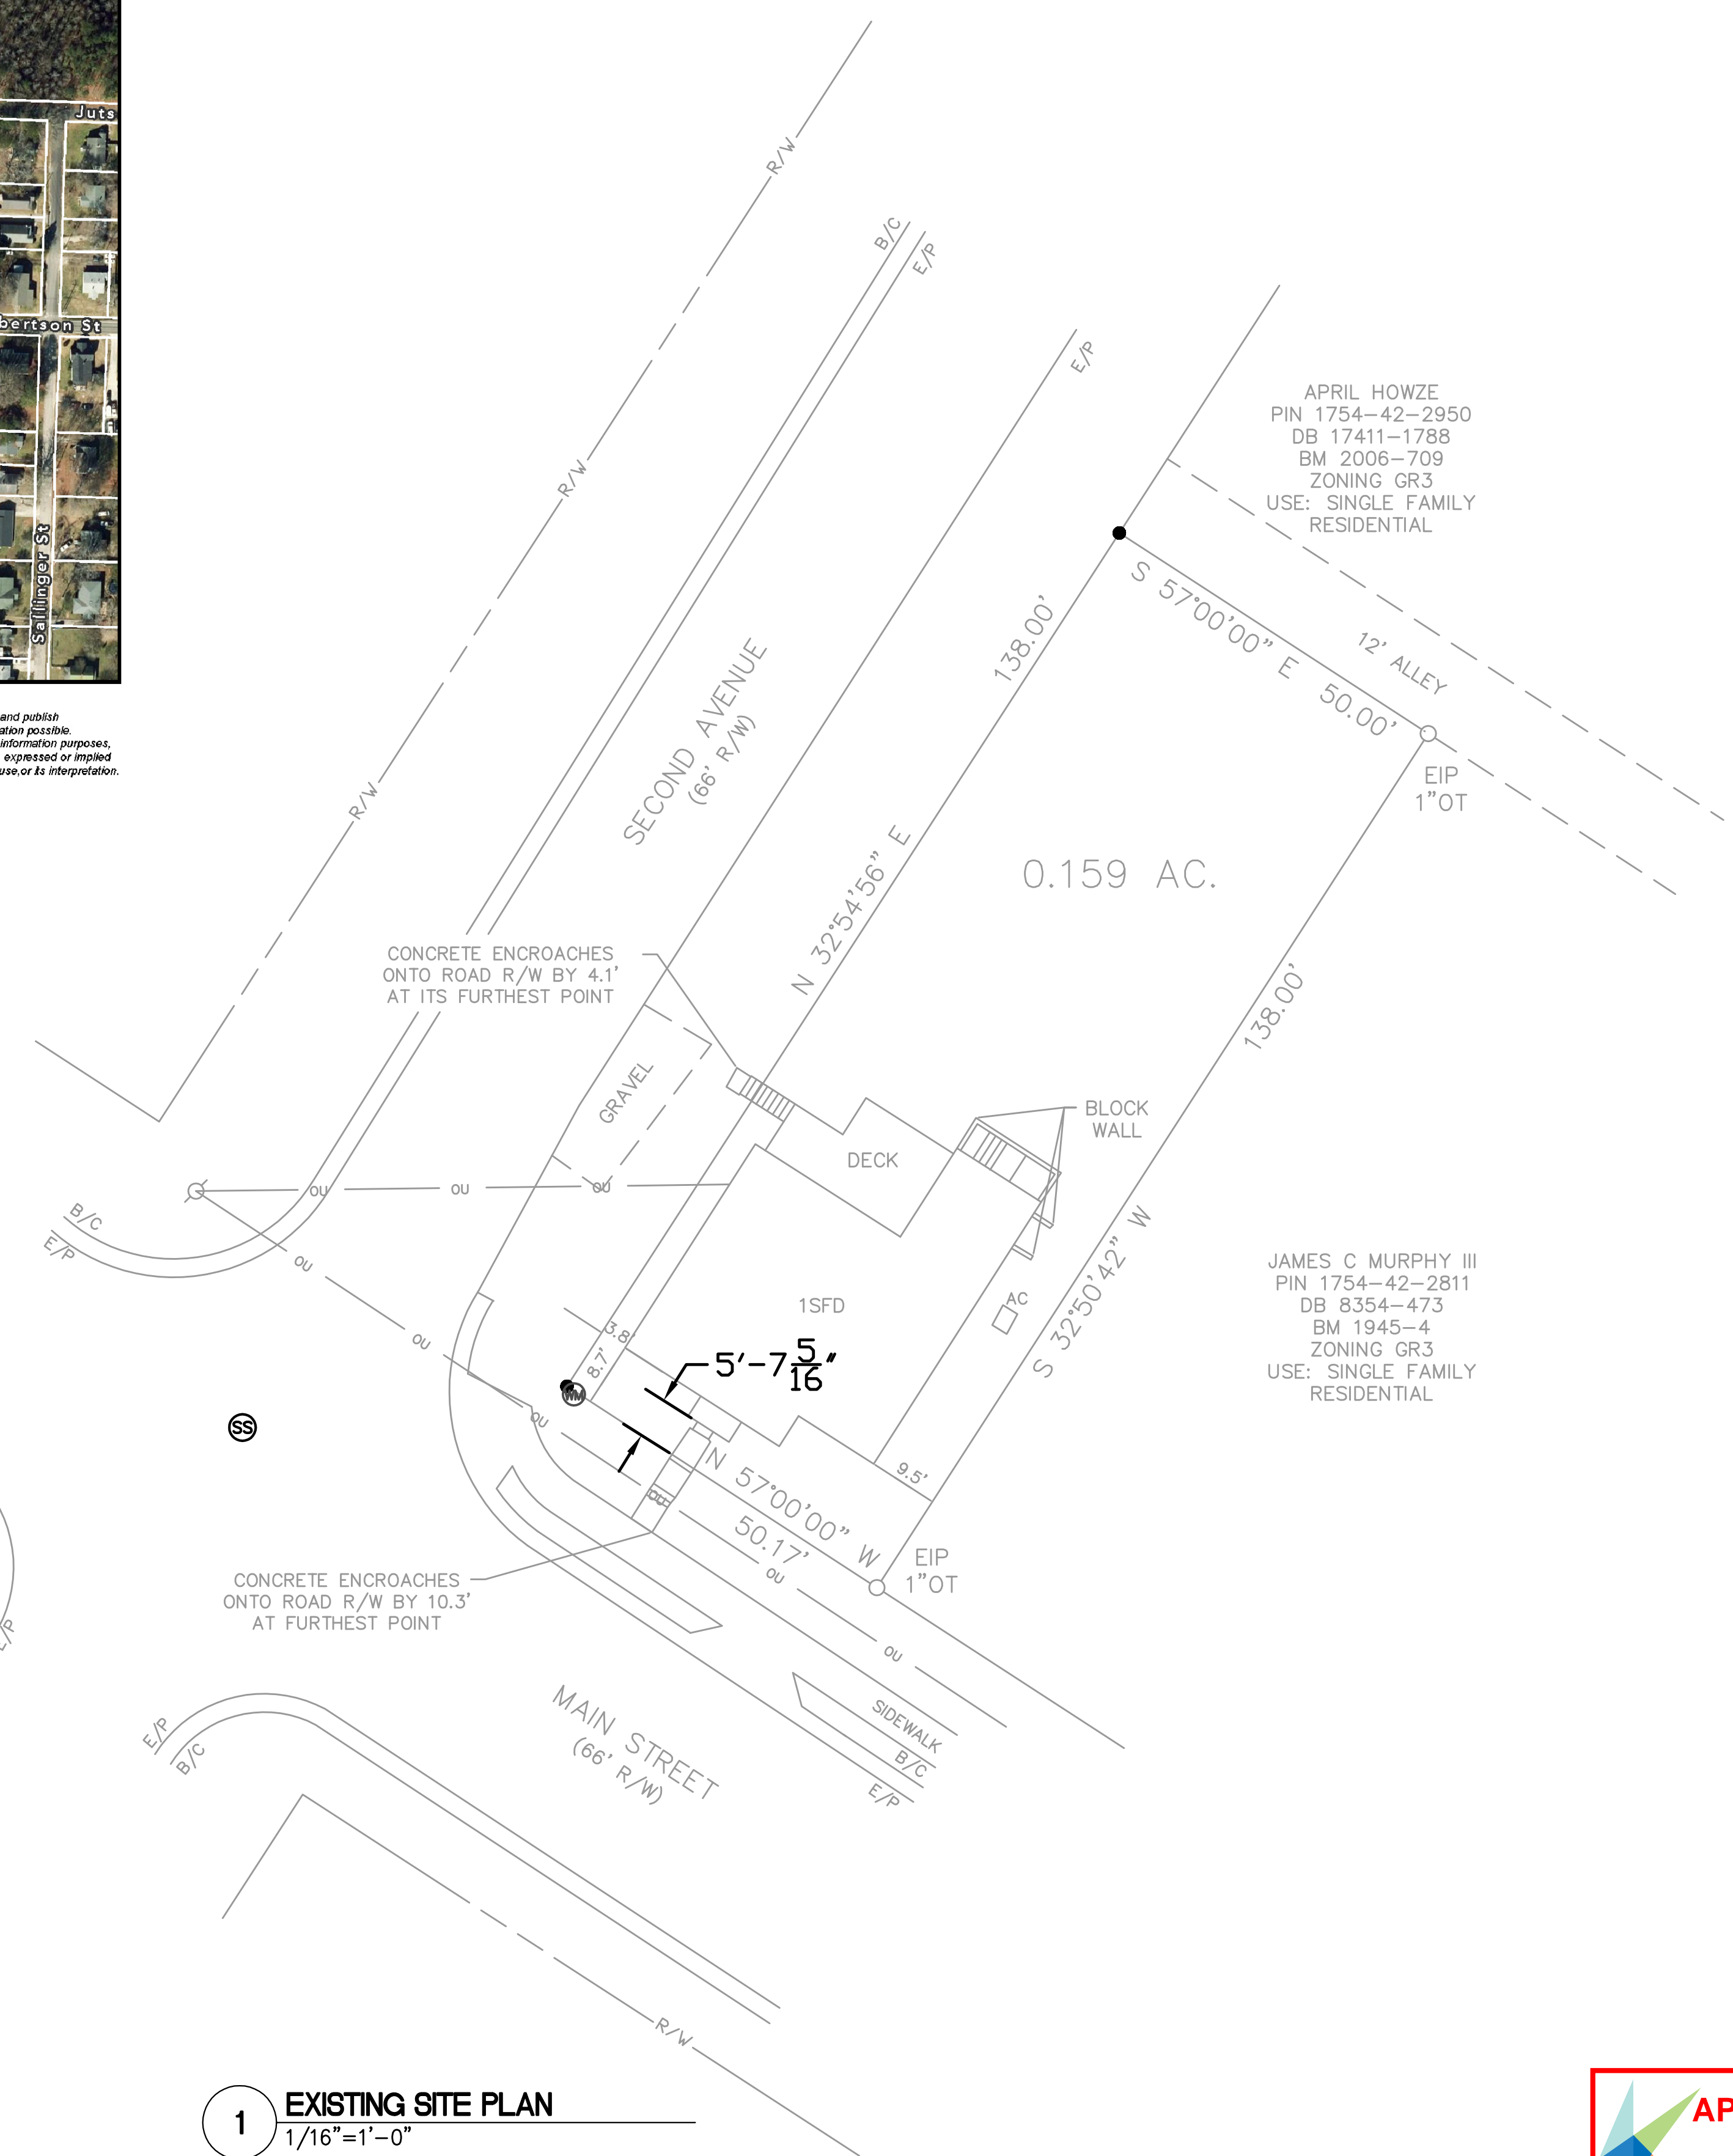 Juts
bertson St
Sallinger St
and publish
ation possible.
information purposes,
expressed or implied
use,or its interpretation.
R/W
B/C
E/P
E/P
R/W
R/W
APRIL HOWZE
PIN 1754-42-2950
DB 17411-1788
BM 2006-709
ZONING GR3
USE: SINGLE FAMILY
RESIDENTIAL
S 57°00'00" E 50.00'
12' ALLEY
138.00'
SECOND AVENUE
(66' R/W)
EIP
1"OT
N 32°54'56" E
0.159 AC.
CONCRETE ENCROACHES
ONTO ROAD R/W BY 4.1'
AT ITS FURTHEST POINT
138.00'
GRAVEL
BLOCK
WALL
DECK
OU
OU
OU
B/C
E/P
OU
OU
OU
S 32°50'42" W
JAMES C MURPHY III
PIN 1754-42-2811
DB 8354-473
BM 1945-4
ZONING GR3
USE: SINGLE FAMILY
RESIDENTIAL
AC
1SFD
3.8'
8.7'
5'-7 5/16"
WM
SS
9.5'
N 57°00'00" W
50.17'
OU
OU
OU
EIP
1"OT
CONCRETE ENCROACHES
ONTO ROAD R/W BY 10.3'
AT FURTHEST POINT
E/P
MAIN STREET
(66' R/W)
SIDEWALK
B/C
E/P
E/P
B/C
R/W
1
EXISTING SITE PLAN
1/16"=1'-0"
AP